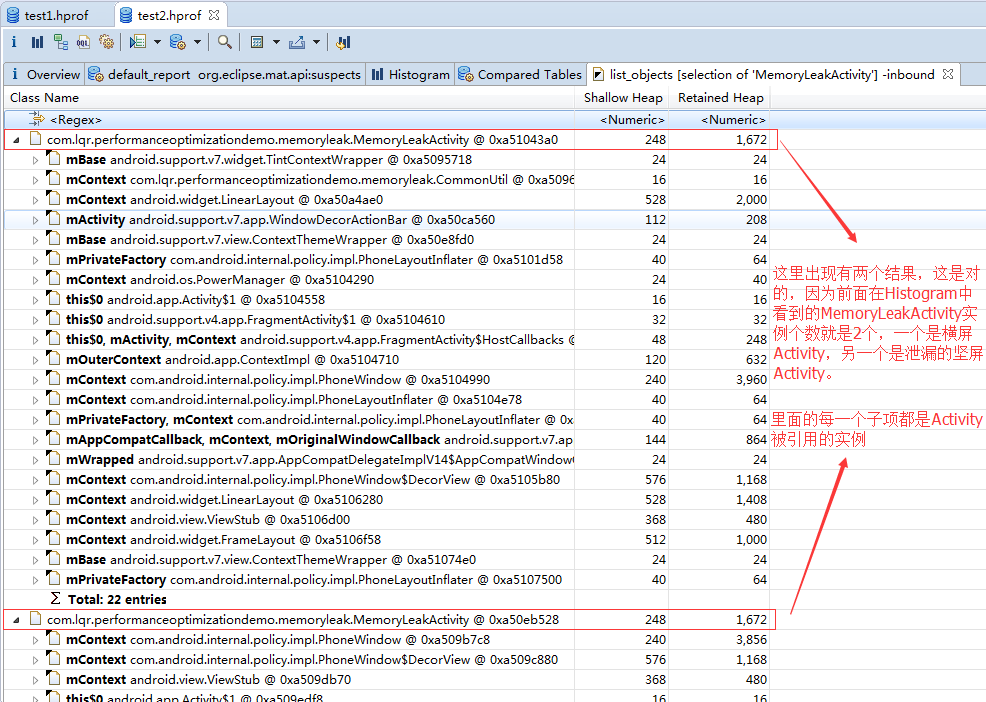 test1.hprof test2.hprof
i OQL
i Overview default_report org.eclipse.mat.api:suspects Histogram Compared Tables list_objects [selection of 'MemoryLeakActivity'] -inbound
Class Name Shallow Heap Retained Heap
<Regex> <Numeric> <Numeric>
com.lqr.performanceoptimizationdemo.memoryleak.MemoryLeakActivity @ 0xa51043a0 248 1,672
mBase android.support.v7.widget.TintContextWrapper @ 0xa5095718 24 24
mContext com.lqr.performanceoptimizationdemo.memoryleak.CommonUtil @ 0xa5096 16 16
mContext android.widget.LinearLayout @ 0xa50a4ae0 528 2,000
mActivity android.support.v7.app.WindowDecorActionBar @ 0xa50ca560 112 208
mBase android.support.v7.view.ContextThemeWrapper @ 0xa50e8fd0 24 24
mPrivateFactory com.android.internal.policy.impl.PhoneLayoutInflater @ 0xa5101d58 40 64
mContext android.os.PowerManager @ 0xa5104290 24 40
this$0 android.app.Activity$1 @ 0xa5104558 16 16
this$0 android.support.v4.app.FragmentActivity$1 @ 0xa5104610 32 32
this$0, mActivity, mContext android.support.v4.app.FragmentActivity$HostCallbacks @ 48 248
mOuterContext android.app.ContextImpl @ 0xa5104710 120 632
mContext com.android.internal.policy.impl.PhoneWindow @ 0xa5104990 240 3,960
mContext com.android.internal.policy.impl.PhoneLayoutInflater @ 0xa5104e78 40 64
mPrivateFactory, mContext com.android.internal.policy.impl.PhoneLayoutInflater @ 0xa 40 64
mAppCompatCallback, mContext, mOriginalWindowCallback android.support.v7.ap 144 864
mWrapped android.support.v7.app.AppCompatDelegateImplV14$AppCompatWindow 24 24
mContext com.android.internal.policy.impl.PhoneWindow$DecorView @ 0xa5105b80 576 1,168
mContext android.widget.LinearLayout @ 0xa5106280 528 1,408
mContext android.view.ViewStub @ 0xa5106d00 368 480
mContext android.widget.FrameLayout @ 0xa5106f58 512 1,000
mBase android.support.v7.view.ContextThemeWrapper @ 0xa51074e0 24 24
mPrivateFactory com.android.internal.policy.impl.PhoneLayoutInflater @ 0xa5107500 40 64
Σ Total: 22 entries
com.lqr.performanceoptimizationdemo.memoryleak.MemoryLeakActivity @ 0xa50eb528 248 1,672
mContext com.android.internal.policy.impl.PhoneWindow @ 0xa509b7c8 240 3,856
mContext com.android.internal.policy.impl.PhoneWindow$DecorView @ 0xa509c880 576 1,168
mContext android.view.ViewStub @ 0xa509db70 368 480
this$0 android.app.Activity$1 @ 0xa509edf8 16 16
这里出现有两个结果，这是对
的，因为前面在Histogram中
看到的MemoryLeakActivity实
例个数就是2个，一个是横屏
Activity，另一个是泄漏的竖屏
Activity。
里面的每一个子项都是Activity
被引用的实例